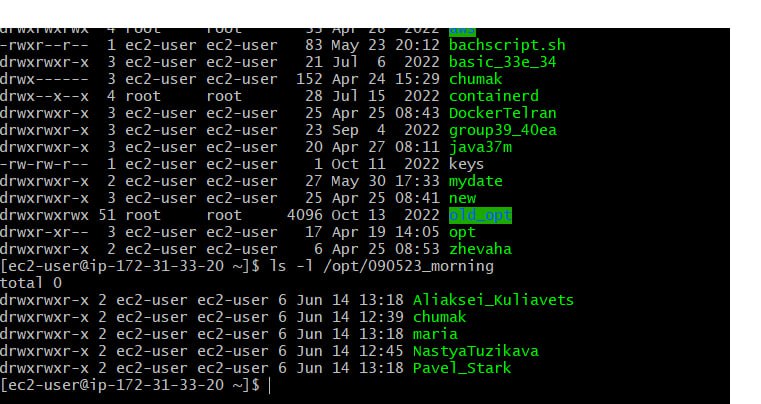 drwxrwxrwx  4 root     root       33 Apr 28  2022 aws
-rwxr--r--  1 ec2-user ec2-user   83 May 23 20:12 bachscript.sh
drwxrwxr-x  3 ec2-user ec2-user   21 Jul  6  2022 basic_33e_34
drwx------  3 ec2-user ec2-user  152 Apr 24 15:29 chumak
drwx--x--x  4 root     root       28 Jul 15  2022 containerd
drwxrwxr-x  3 ec2-user ec2-user   25 Apr 25 08:43 DockerTelran
drwxrwxr-x  3 ec2-user ec2-user   23 Sep  4  2022 group39_40ea
drwxrwxr-x  3 ec2-user ec2-user   20 Apr 27 08:11 java37m
-rw-rw-r--  1 ec2-user ec2-user    1 Oct 11  2022 keys
drwxrwxr-x  2 ec2-user ec2-user   27 May 30 17:33 mydate
drwxrwxr-x  3 ec2-user ec2-user   25 Apr 25 08:41 new
drwxrwxrwx 51 root     root     4096 Oct 13  2022 old_opt
drwxr-xr--  3 ec2-user ec2-user   17 Apr 19 14:05 opt
drwxrwxr-x  2 ec2-user ec2-user    6 Apr 25 08:53 zhevaha
[ec2-user@ip-172-31-33-20 ~]$ ls -l /opt/090523_morning
total 0
drwxrwxr-x 2 ec2-user ec2-user 6 Jun 14 13:18 Aliaksei_Kuliavets
drwxrwxr-x 2 ec2-user ec2-user 6 Jun 14 12:39 chumak
drwxrwxr-x 2 ec2-user ec2-user 6 Jun 14 13:18 maria
drwxrwxr-x 2 ec2-user ec2-user 6 Jun 14 12:45 NastyaTuzikava
drwxrwxr-x 2 ec2-user ec2-user 6 Jun 14 13:18 Pavel_Stark
[ec2-user@ip-172-31-33-20 ~]$